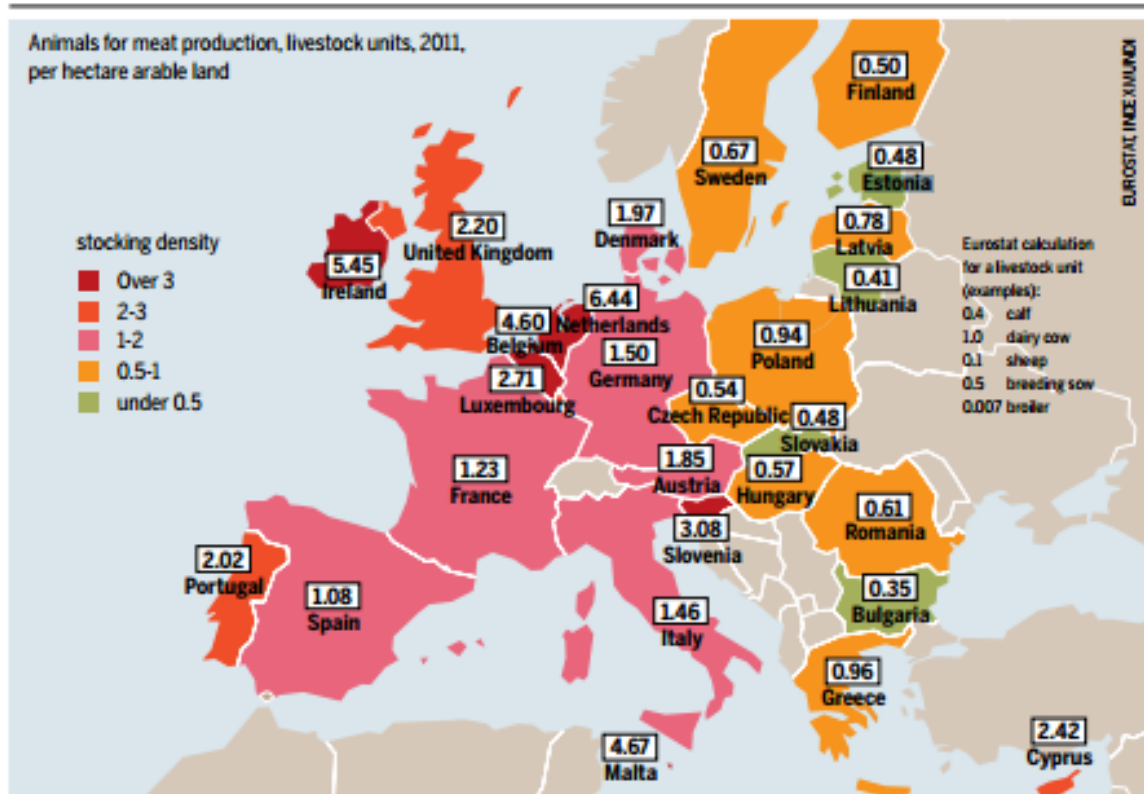 Animals for meat production, livestock units, 2011,
per hectare arable land
EUROSTAT, INDEXMUNDI
stocking density
Over 3
2-3
1-2
0.5-1
under 0.5
0.50
Finland
0.67
Sweden
0.48
Estonia
0.78
Latvia
0.41
Lithuania
1.97
Denmark
2.20
United Kingdom
5.45
Ireland
6.44
Netherlands
4.60
Belgium
2.71
Luxembourg
1.50
Germany
0.94
Poland
0.54
Czech Republic
0.48
Slovakia
1.85
Austria
0.57
Hungary
1.23
France
3.08
Slovenia
0.61
Romania
2.02
Portugal
1.08
Spain
1.46
Italy
0.35
Bulgaria
0.96
Greece
4.67
Malta
2.42
Cyprus
Eurostat calculation
for a livestock unit
(examples):
0.4 calf
1.0 dairy cow
0.1 sheep
0.5 breeding sow
0.007 broiler